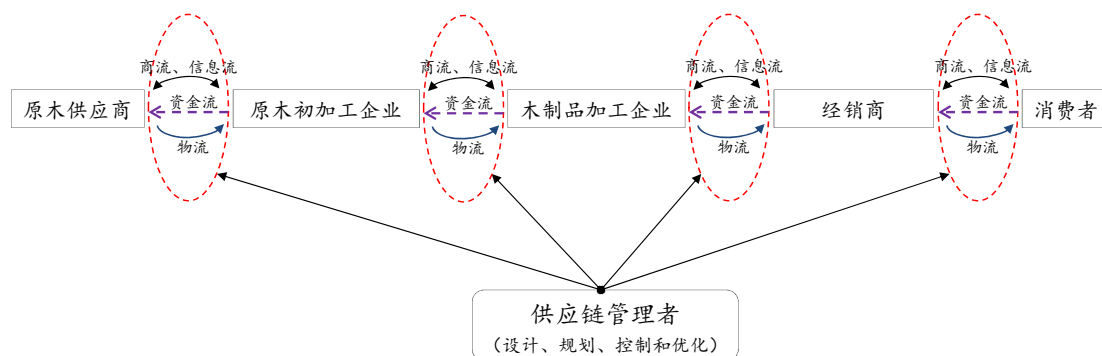 商流、信息流
商流、信息流
商流、信息流
商流、信息流
原木供应商
资金流
原木初加工企业
资金流
木制品加工企业
资金流
经销商
资金流
消费者
物流
物流
物流
物流
供应链管理者
（设计、规划、控制和优化）